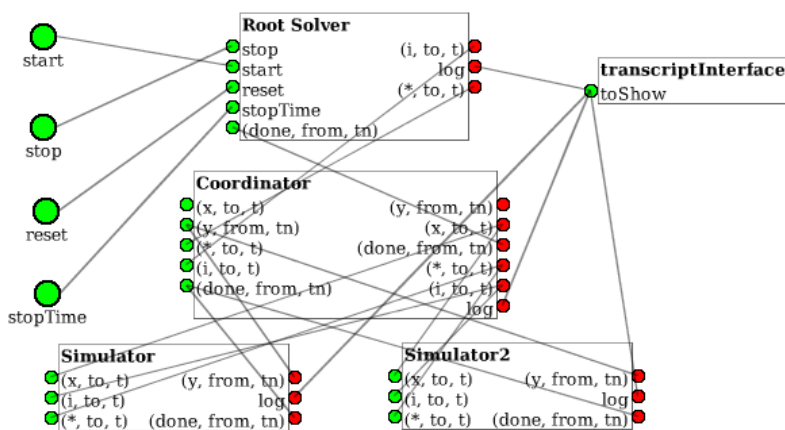 start
stop
reset
stopTime
Root Solver
stop
start
reset
stopTime
(done, from, tn)
(i, to, t)
log
(*, to, t)
transcriptInterface
toShow
Coordinator
(x, to, t)
(y, from, tn)
(*, to, t)
(i, to, t)
(done, from, tn)
(y, from, tn)
(x, to, t)
(done, from, tn)
(*, to, t)
(i, to, t)
log
Simulator
(x, to, t)
(i, to, t)
(*, to, t)
(y, from, tn)
log
(done, from, tn)
Simulator2
(x, to, t)
(i, to, t)
(*, to, t)
(y, from, tn)
log
(done, from, tn)